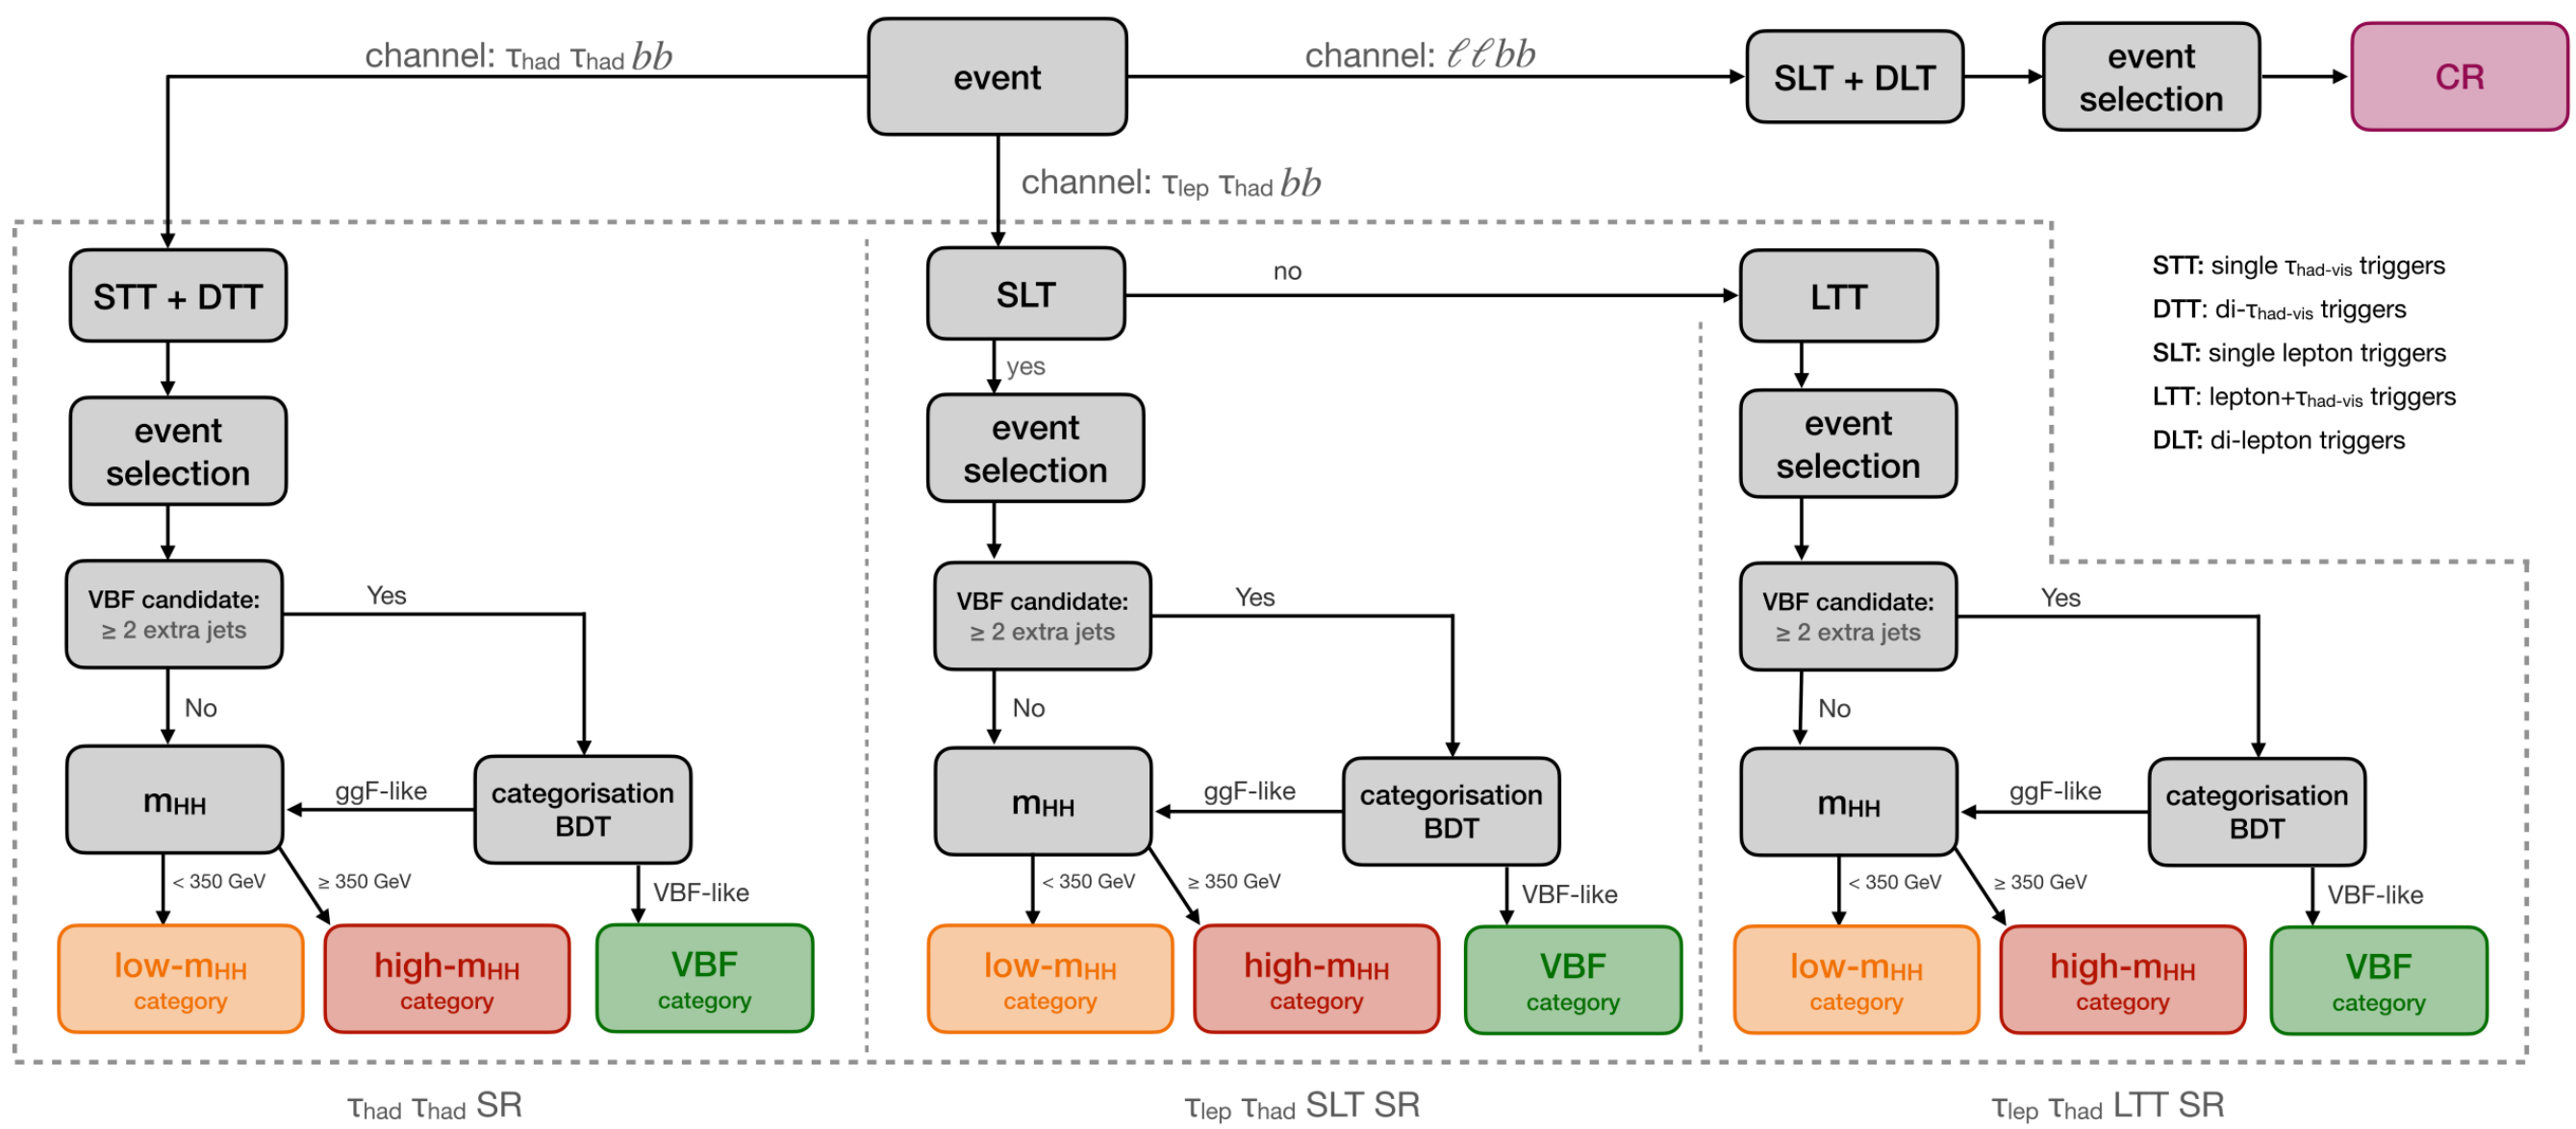 channel: τhad τhad bb
event
channel: ℓℓbb
SLT + DLT
event
selection
CR
channel: τlep τhad bb
STT + DTT
SLT
no
LTT
STT: single τhad-vis triggers
DTT: di-τhad-vis triggers
SLT: single lepton triggers
LTT: lepton+τhad-vis triggers
DLT: di-lepton triggers
yes
event
selection
event
selection
event
selection
VBF candidate:
≥ 2 extra jets
Yes
No
VBF candidate:
≥ 2 extra jets
Yes
No
VBF candidate:
≥ 2 extra jets
Yes
No
mHH
ggF-like
categorisation
BDT
< 350 GeV
≥ 350 GeV
VBF-like
mHH
ggF-like
categorisation
BDT
< 350 GeV
≥ 350 GeV
VBF-like
mHH
ggF-like
categorisation
BDT
< 350 GeV
≥ 350 GeV
VBF-like
low-mHH
category
high-mHH
category
VBF
category
low-mHH
category
high-mHH
category
VBF
category
low-mHH
category
high-mHH
category
VBF
category
τhad τhad SR
τlep τhad SLT SR
τlep τhad LTT SR